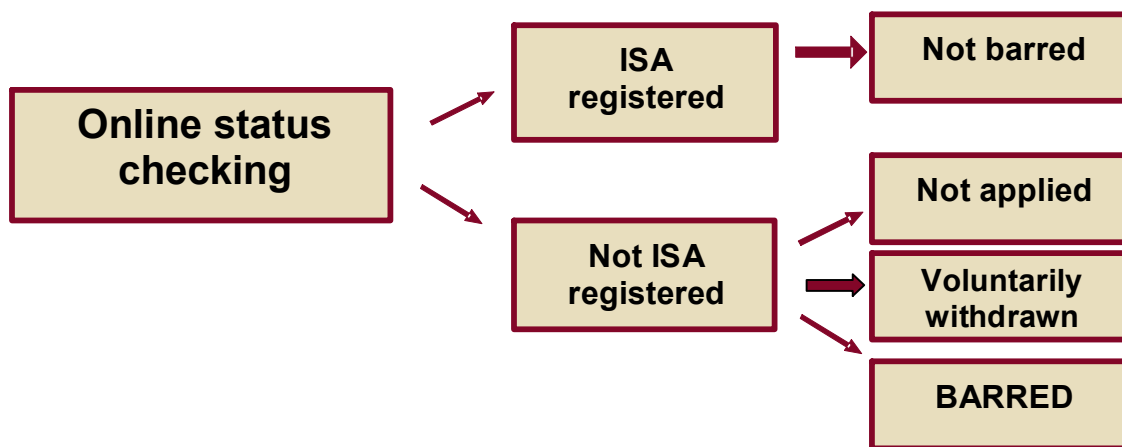 Online status
checking
ISA
registered
Not barred
Not ISA
registered
Not applied
Voluntarily
withdrawn
BARRED